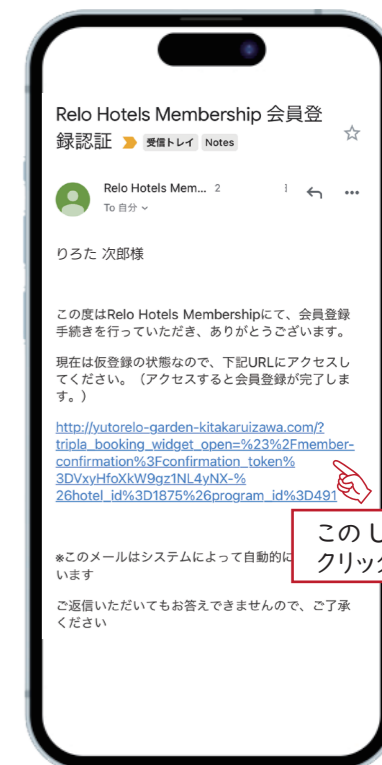 Relo Hotels Membership 会員登
録認証 受信トレイ Notes
Relo Hotels Mem... 2
To 自分
りろた 次郎様
この度はRelo Hotels Membershipにて、会員登録
手続きを行っていただき、ありがとうございます。
現在は仮登録の状態なので、下記URLにアクセスし
てください。（アクセスすると会員登録が完了しま
す。）
http://yutorelo-garden-kitakaruizawa.com/?
tripla_booking_widget_open=%23%2Fmember-
confirmation%3Fconfirmation_token%
3DVxyHfoXkW9gz1NL4yNX-%
26hotel_id%3D1875%26program_id%3D491
この
クリック
※このメールはシステムによって自動的に
います
ご返信いただいてもお答えできませんので、ご了承
ください